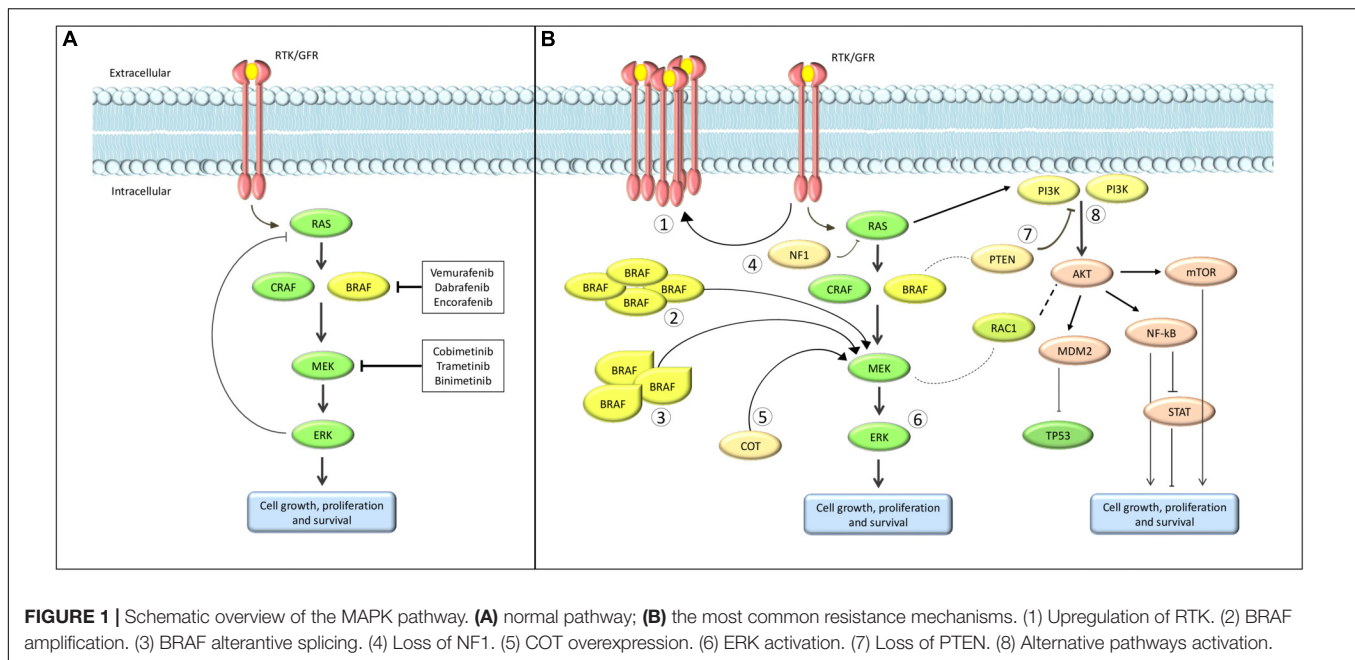 A
RTK/GFR
Extracellular
Intracellular
RAS
CRAF
BRAF
Vemurafenib
Dabrafenib
Encorafenib
MEK
Cobimetinib
Trametinib
Binimetinib
ERK
Cell growth, proliferation
and survival
B
RTK/GFR
1
PI3K
PI3K
8
RAS
7
4
NF1
PTEN
BRAF
BRAF
BRAF
BRAF
2
CRAF
BRAF
AKT
mTOR
RAC1
NF-kB
MDM2
BRAF
BRAF
BRAF
3
MEK
5
COT
6
ERK
STAT
TP53
Cell growth, proliferation
and survival
Cell growth, proliferation
and survival
FIGURE 1 | Schematic overview of the MAPK pathway. (A) normal pathway; (B) the most common resistance mechanisms. (1) Upregulation of RTK. (2) BRAF
amplification. (3) BRAF alterantive splicing. (4) Loss of NF1. (5) COT overexpression. (6) ERK activation. (7) Loss of PTEN. (8) Alternative pathways activation.